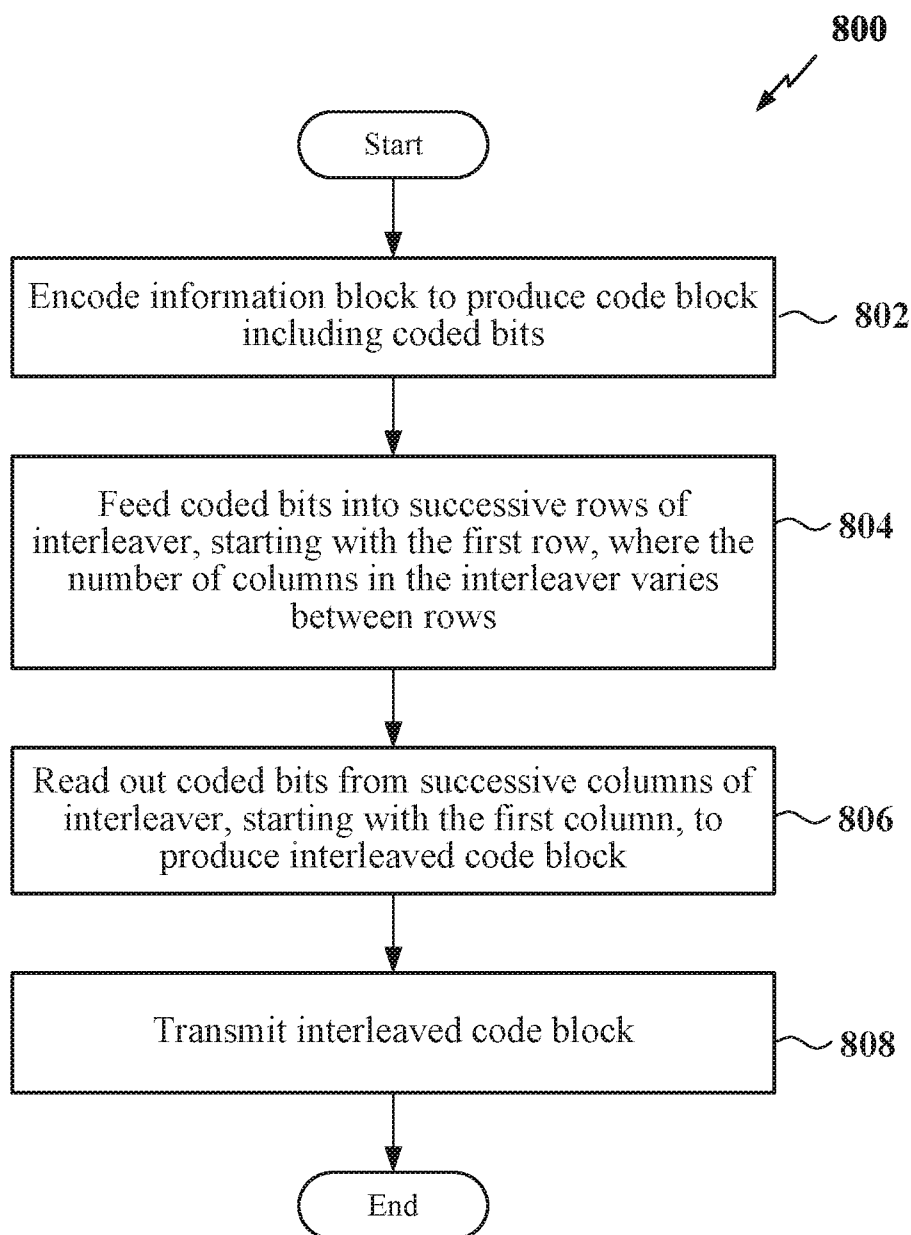 800
Start
Encode information block to produce code block
including coded bits
802
Feed coded bits into successive rows of
interleaver, starting with the first row, where the
number of columns in the interleaver varies
between rows
804
Read out coded bits from successive columns of
interleaver, starting with the first column, to
produce interleaved code block
806
Transmit interleaved code block
808
End